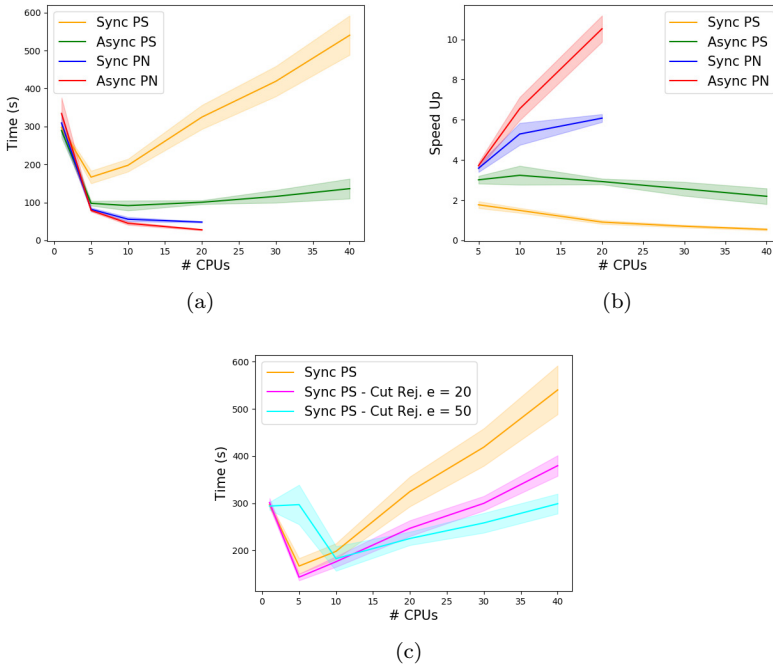 600
500
400
300
200
100
0
Time (s)
Sync PS
Async PS
Sync PN
Async PN
0 5 10 15 20 25 30 35 40
# CPUs
(a)
10
8
6
4
2
0
Speed Up
Sync PS
Async PS
Sync PN
Async PN
5 10 15 20 25 30 35 40
# CPUs
(b)
600
500
400
300
200
Time (s)
Sync PS
Sync PS - Cut Rej. e = 20
Sync PS - Cut Rej. e = 50
0 5 10 15 20 25 30 35 40
# CPUs
(c)